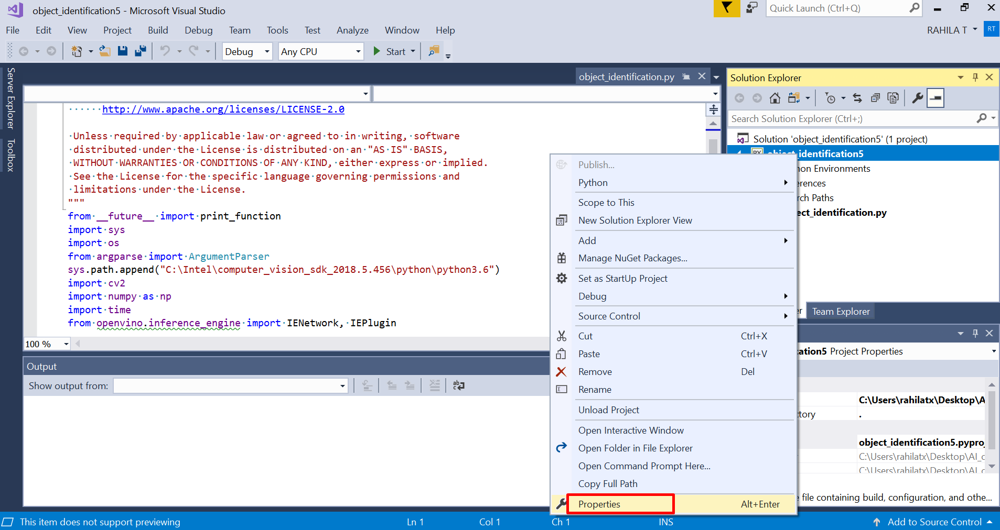 object_identification5 - Microsoft Visual Studio
Quick Launch (Ctrl+Q)
File Edit View Project Build Debug Team Tools Test Analyze Window Help
RAHILA T
RT
Debug
Any CPU
Start
Server Explorer
Toolbox
object_identification.py
http://www.apache.org/licenses/LICENSE-2.0
·Unless·required·by·applicable·law·or·agreed·to·in·writing,·software
·distributed·under·the·License·is·distributed·on·an·"AS·IS"·BASIS,
·WITHOUT·WARRANTIES·OR·CONDITIONS·OF·ANY·KIND,·either·express·or·implied.
·See·the·License·for·the·specific·language·governing·permissions·and
·limitations·under·the·License.
"""
from·__future__·import·print_function
import·sys
import·os
from·argparse·import·ArgumentParser
sys.path.append("C:\Intel\computer_vision_sdk_2018.5.456\python\python3.6")
import·cv2
import·numpy·as·np
import·time
from·openvino.inference_engine·import·IENetwork,·IEPlugin
100 %
Output
Show output from:
Solution Explorer
Search Solution Explorer (Ctrl+;)
Solution 'object_identification5' (1 project)
PY object_identification5
on Environments
erences
rch Paths
ect_identification.py
Publish...
Python
Scope to This
New Solution Explorer View
Add
Manage NuGet Packages...
Set as StartUp Project
Debug
Source Control
Cut Ctrl+X
Paste Ctrl+V
Remove Del
Rename
Unload Project
Open Interactive Window
Open Folder in File Explorer
Open Command Prompt Here...
Copy Full Path
Properties Alt+Enter
r Team Explorer
cation5 Project Properties
C:\Users\rahilatx\Desktop\A
ctory .
object_identification5.pypro
C:\Users\rahilatx\Desktop\AI_c
C:\Users\rahilatx\Desktop\AI_c
e file containing build, configuration, and othe...
This item does not support previewing
Ln 1 Col 1 Ch 1 INS
Add to Source Control